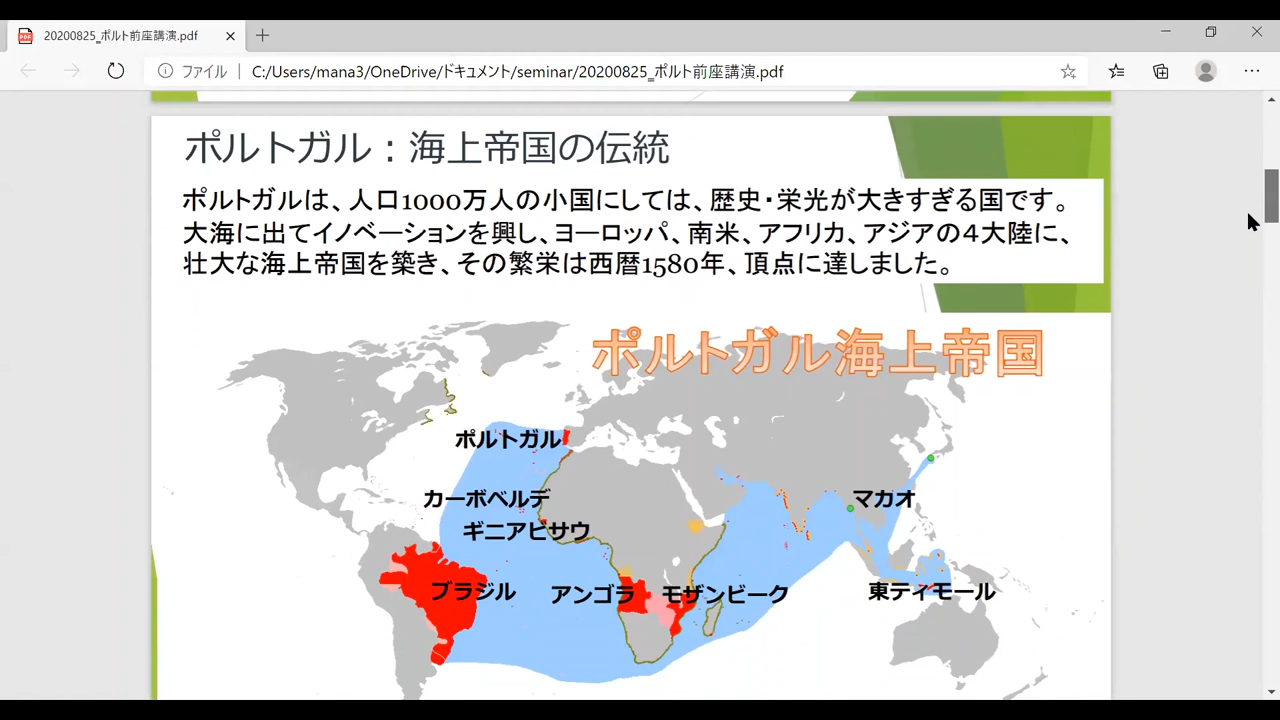 20200825_ポルト前座講演.pdf
ファイル
C:/Users/mana3/OneDrive/ドキュメント/seminar/20200825_ポルト前座講演.pdf
ポルトガル：海上帝国の伝統
ポルトガルは、人口1000万人の小国にしては、歴史・栄光が大きすぎる国です。
大海に出てイノベーションを興し、ヨーロッパ、南米、アフリカ、アジアの４大陸に、
壮大な海上帝国を築き、その繁栄は西暦1580年、頂点に達しました。
ポルトガル海上帝国
ポルトガル
カーボベルデ
マカオ
ギニアビサウ
ブラジル
アンゴラ
モザンビーク
東ティモール